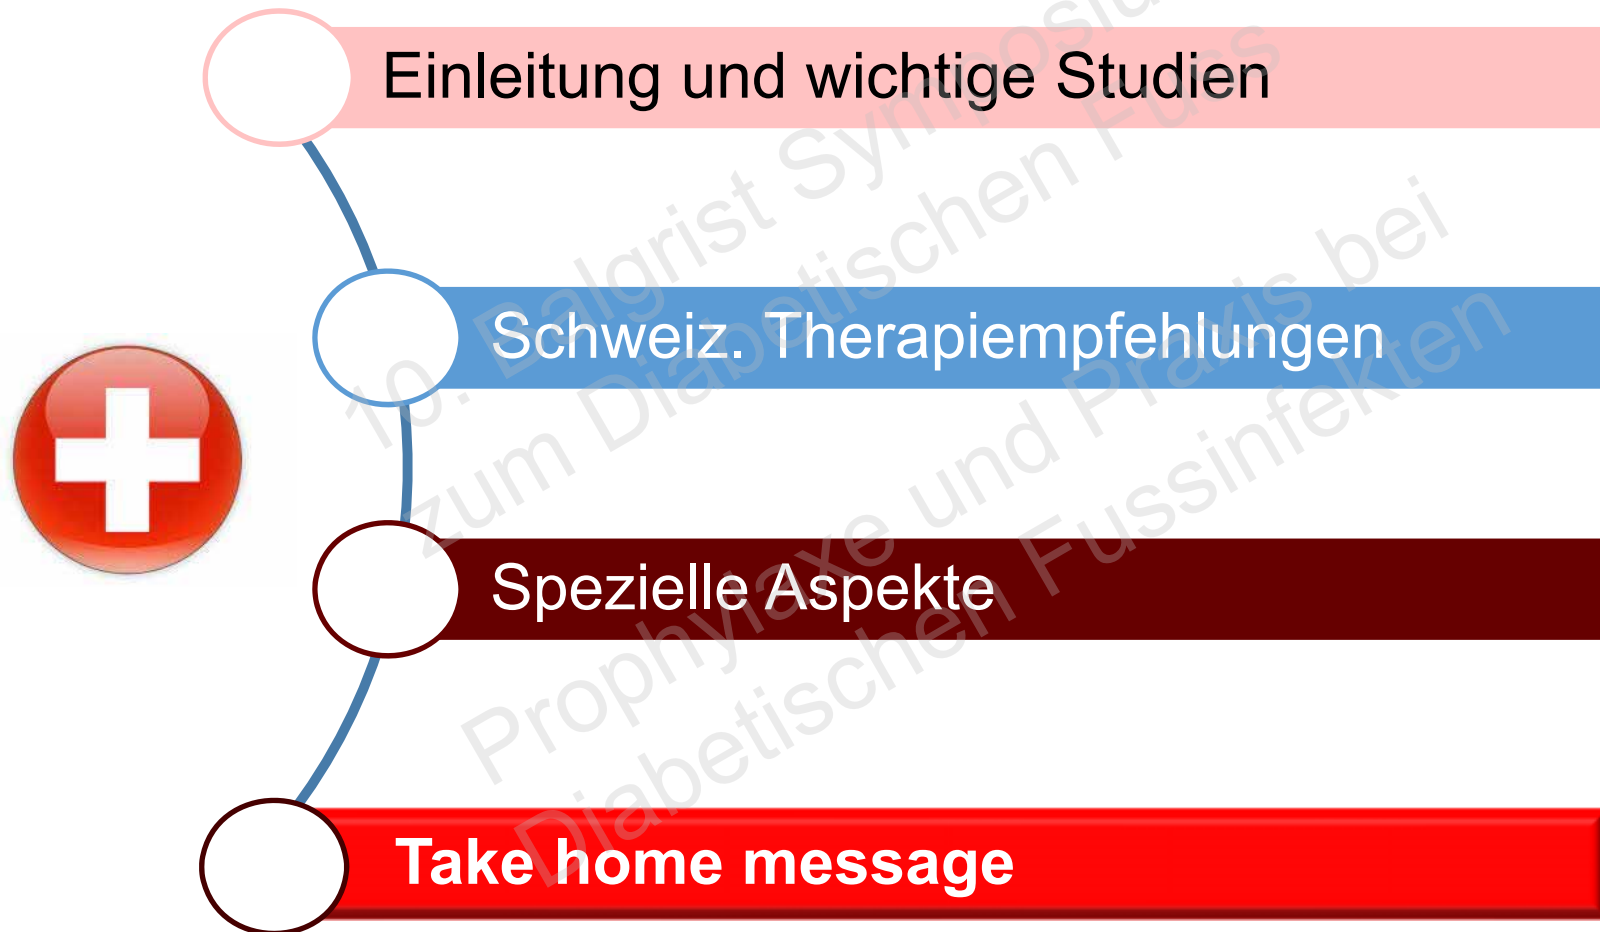 Einleitung und wichtige Studien
Schweiz. Therapiempfehlungen
Spezielle Aspekte
Take home message
10. Balgrist Symposiu
zum Diabetischen Fuss
Prophylaxe und Praxis bei
Diabetischen Fussinfekten